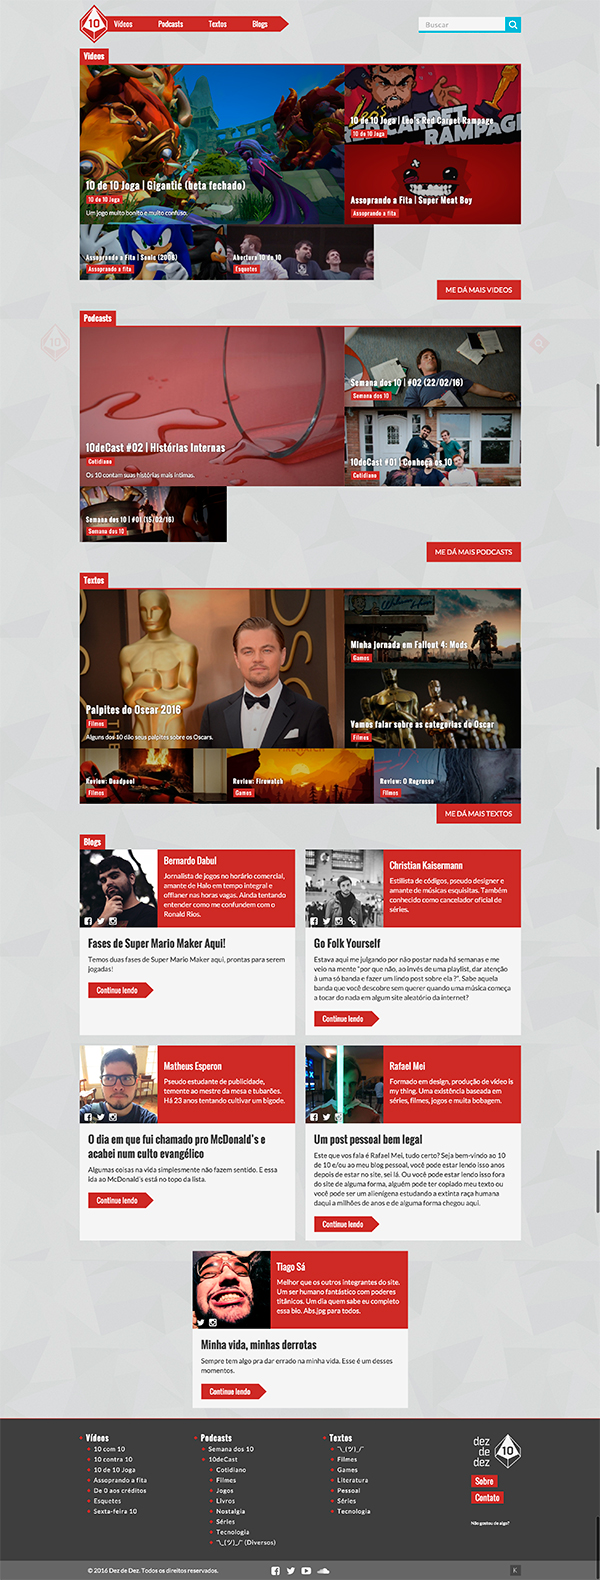 10
Vídeos
Podcasts
Textos
Blogs
Buscar
Vídeos
10 de 10 Joga | Gigantic (beta fechado)
10 de 10 Joga
Um jogo muito bonito e muito confuso.
10 de 10 Joga | Leo's Red Carpet Rampage
10 de 10 Joga
CARPET
RAMPAGE
Assoprando a Fita | Super Meat Boy
Assoprando a fita
Assoprando a Fita | Sonic (2006)
Assoprando a fita
Abertura 10 de 10
Esquetes
ME DÁ MAIS VIDEOS
Podcasts
10
10deCast #02 | Histórias Internas
Cotidiano
Os 10 contam suas histórias mais íntimas.
Semana dos 10 | #02 (22/02/16)
Semana dos 10
10deCast #01 | Conheça os 10
Cotidiano
Semana dos 10 | #01 (15/02/16)
Semana dos 10
ME DÁ MAIS PODCASTS
Textos
Palpites do Oscar 2016
Filmes
Alguns dos 10 dão seus palpites sobre os Oscars.
Minha jornada em Fallout 4: Mods
Games
Vamos falar sobre as categorias do Oscar
Filmes
Review: Deadpool
Filmes
FIREWATCH
Review: Firewatch
Games
Review: O Regresso
Filmes
ME DÁ MAIS TEXTOS
Blogs
Bernardo Dabul
Jornalista de jogos no horário comercial,
amante de Halo em tempo integral e
offlaner nas horas vagas. Ainda tentando
entender como me confundem com o
Ronald Rios.
Fases de Super Mario Maker Aqui!
Temos duas fases de Super Mario Maker aqui, prontas para serem
jogadas!
Continue lendo
Christian Kaisermann
Estilista de códigos, pseudo designer e
amante de músicas esquisitas. Também
conhecido como cancelador oficial de
séries.
Go Folk Yourself
Estava aqui me julgando por não postar nada há semanas e me
veio na mente "por que não, ao invés de uma playlist, dar atenção
à uma só banda e fazer um lindo post sobre ela ?". Sabe aquela
banda que você descobre sem querer quando uma música começa
a tocar do nada em algum site aleatório da internet?
Continue lendo
Matheus Esperon
Pseudo estudante de publicidade,
temente ao mestre da mesa e tubarões.
Há 23 anos tentando cultivar um bigode.
O dia em que fui chamado pro McDonald's e
acabei num culto evangélico
Algumas coisas na vida simplesmente não fazem sentido. E essa
ida ao McDonald's está no topo da lista.
Continue lendo
Rafael Mei
Formado em design, produção de vídeo is
my thing. Uma existência baseada em
séries, filmes, jogos e muita bobagem.
Um post pessoal bem legal
Este que vos fala é Rafael Mei, tudo certo? Seja bem-vindo ao 10
de 10 e/ou ao meu blog pessoal, você pode estar lendo isso anos
depois de estar no site, sei lá. Ou você pode estar lendo isso fora
do site de alguma forma, alguém pode ter copiado meu texto ou
você pode ser um alienígena estudando a extinta raça humana
daqui a milhões de anos e de alguma forma chegou aqui.
Continue lendo
Tiago Sá
Melhor que os outros integrantes do site.
Um ser humano fantástico com poderes
titânicos. Um dia quem sabe eu completo
essa bio. Abs.jpg para todos.
Minha vida, minhas derrotas
Sempre tem algo pra dar errado na minha vida. Esse é um desses
momentos.
Continue lendo
Vídeos
10 com 10
10 contra 10
10 de 10 Joga
Assoprando a fita
De 0 aos créditos
Esquetes
Sexta-feira 10
Podcasts
Semana dos 10
10deCast
Cotidiano
Filmes
Jogos
Livros
Nostalgia
Séries
Tecnologia
¯\_(ツ)_/¯ (Diversos)
Textos
¯\_(ツ)_/¯
Filmes
Games
Literatura
Pessoal
Séries
Tecnologia
dez
de
dez
10
Sobre
Contato
Não gostou de algo?
© 2016 Dez de Dez. Todos os direitos reservados.
K